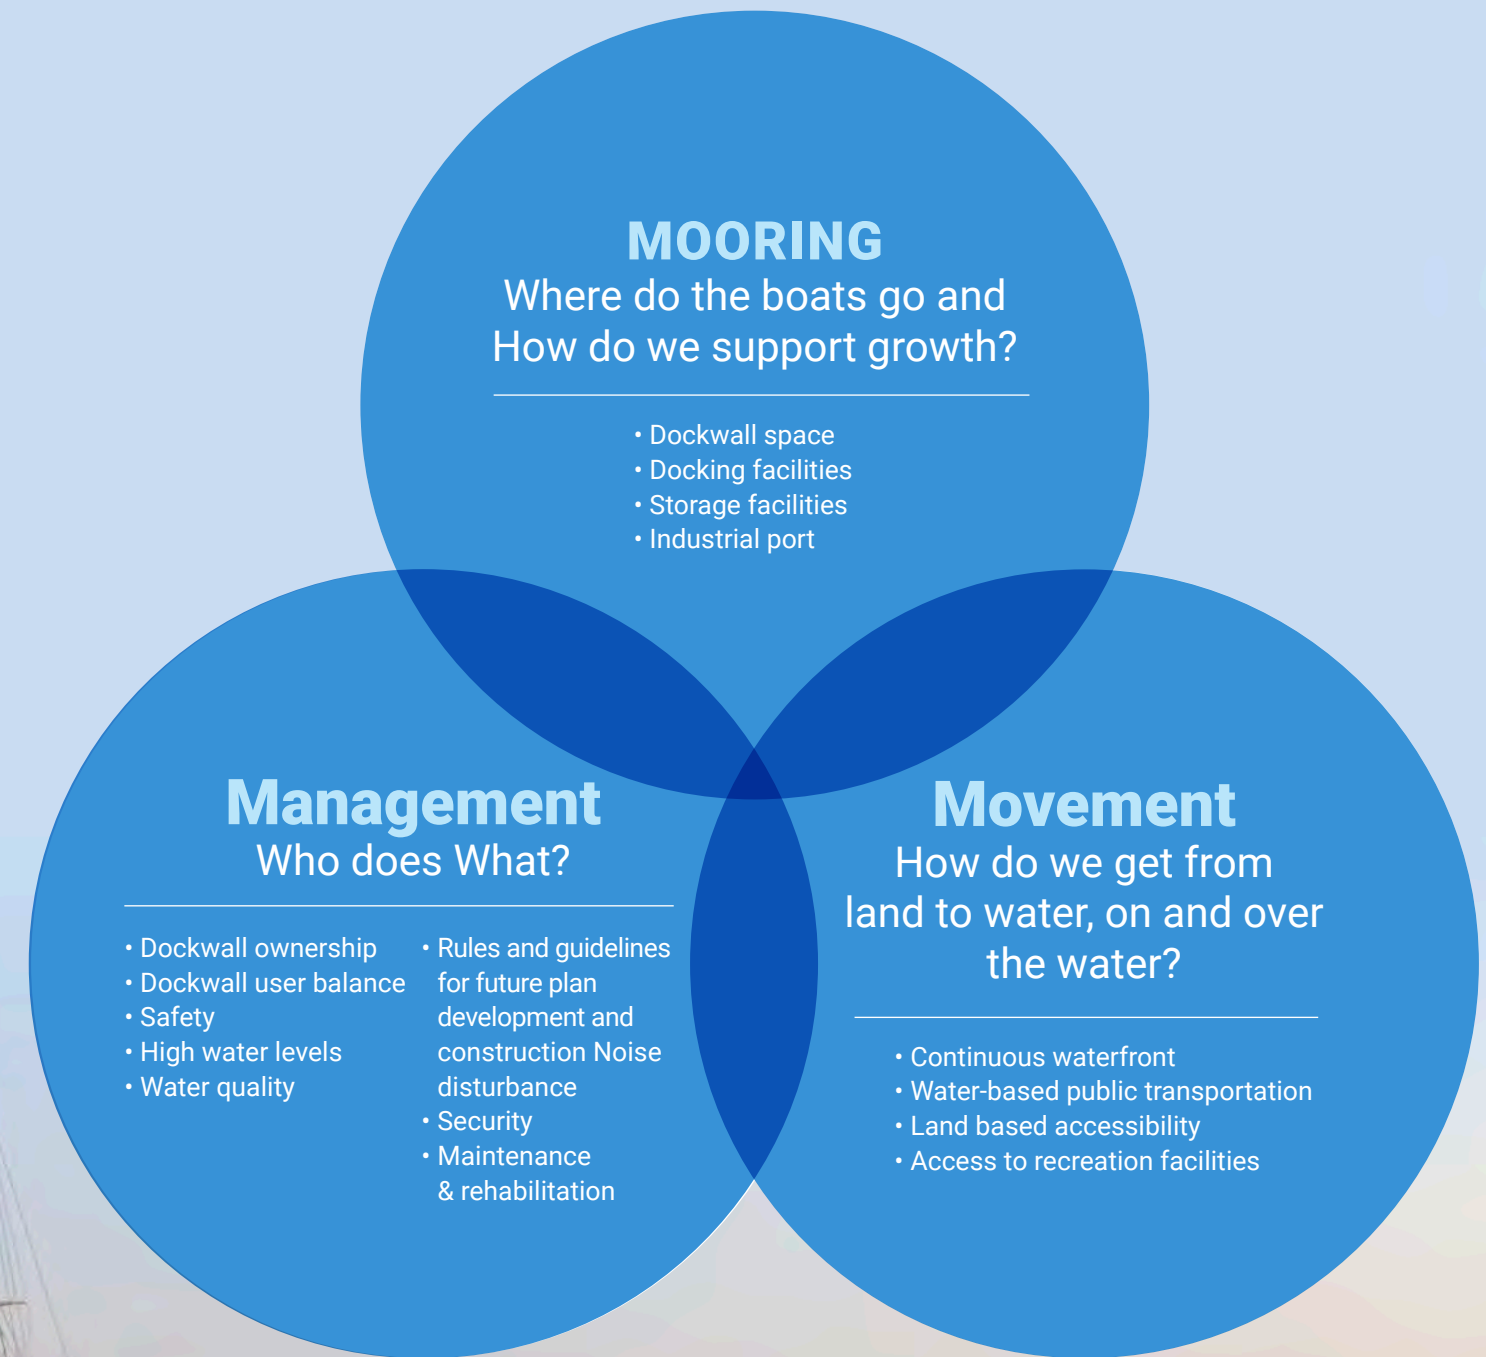 MOORING
Where do the boats go and
How do we support growth?
• Dockwall space
• Docking facilities
• Storage facilities
• Industrial port
Management
Who does What?
• Dockwall ownership
• Dockwall user balance
• Safety
• High water levels
• Water quality
• Rules and guidelines
for future plan
development and
construction Noise
disturbance
• Security
• Maintenance
& rehabilitation
Movement
How do we get from
land to water, on and over
the water?
• Continuous waterfront
• Water-based public transportation
• Land based accessibility
• Access to recreation facilities